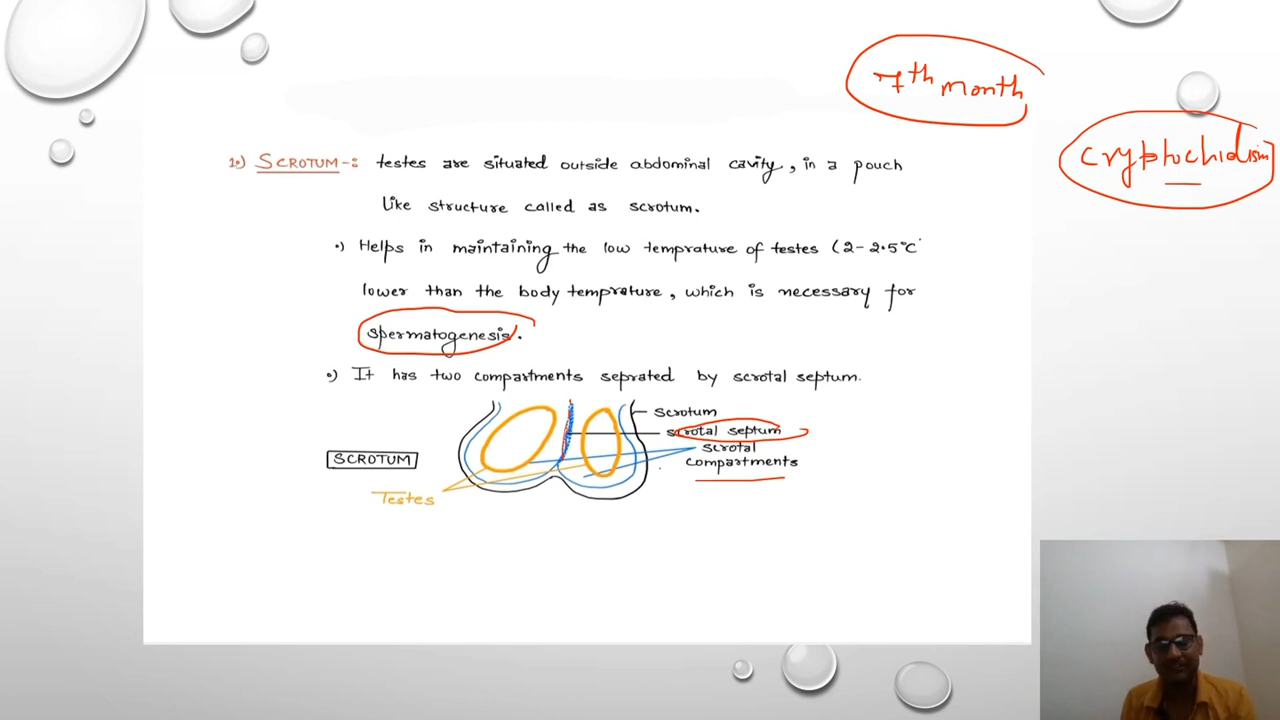 7th month
cryptochidism
1.) SCROTUM-: testes are situated outside abdominal cavity, in a pouch
like structure called as scrotum.
•) Helps in maintaining the low temprature of testes (2-2.5°C
lower than the body temprature, which is necessary for
spermatogenesis.
•) It has two compartments seprated by scrotal septum.
scrotum
scrotal septum
scrotal
compartments
SCROTUM
Testes